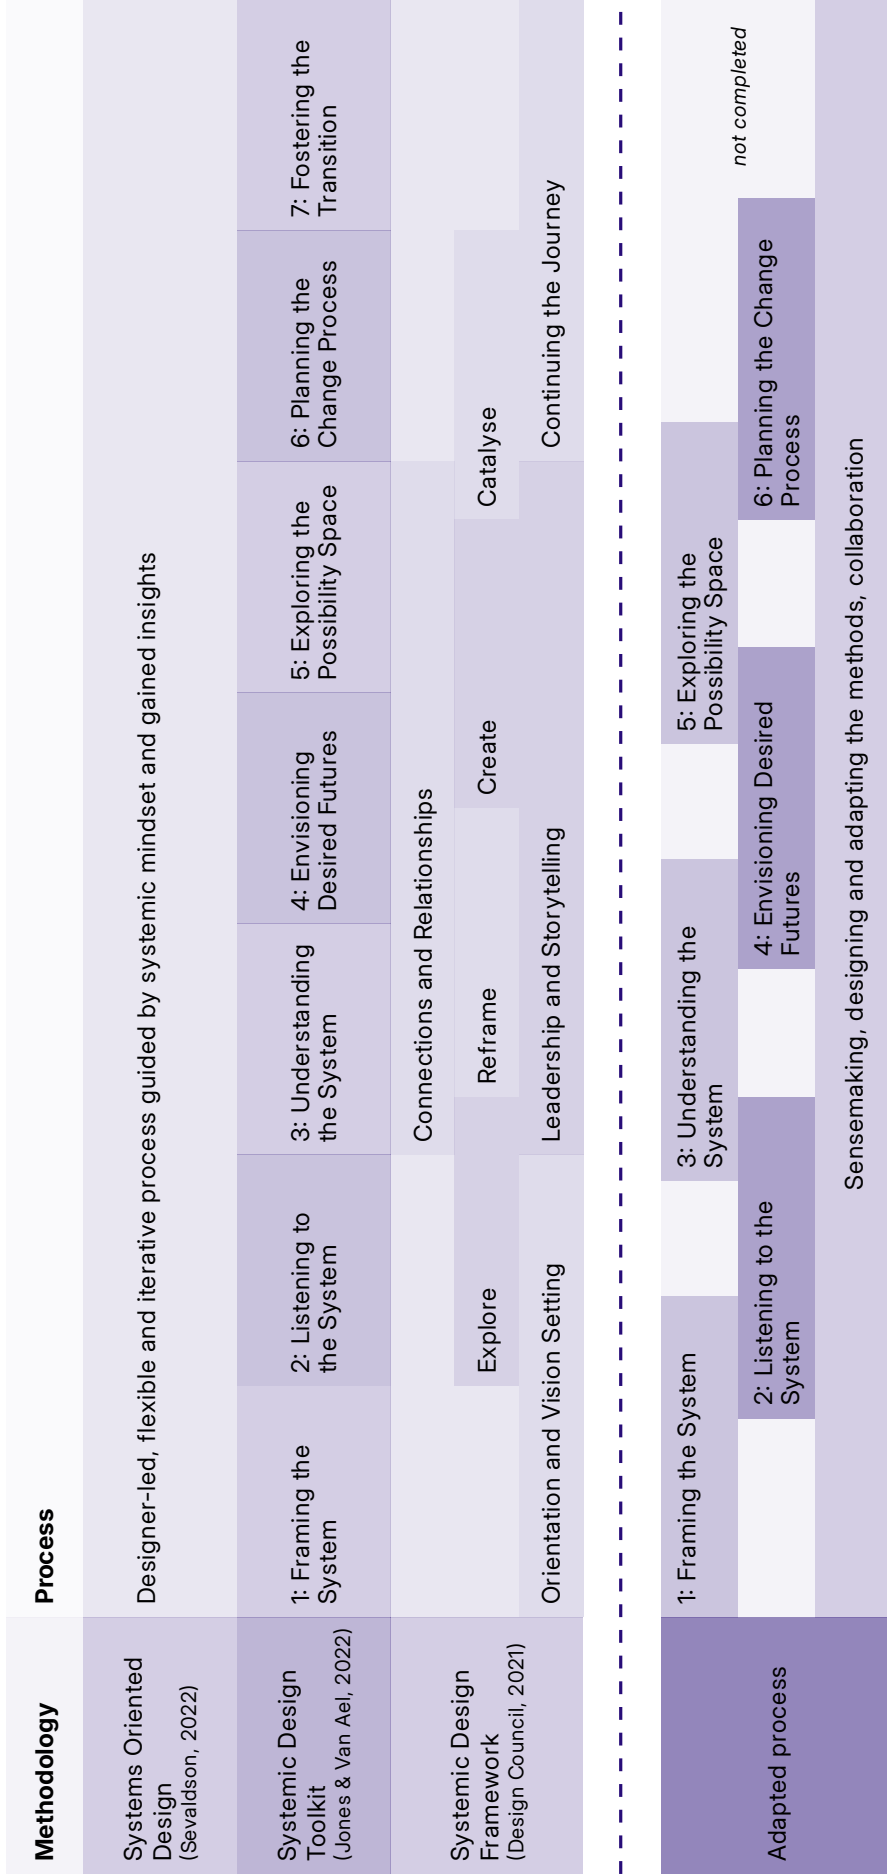 Methodology
Process
Systems Oriented
Design
(Sevaldson, 2022)
Designer-led, flexible and iterative process guided by systemic mindset and gained insights
Systemic Design
Toolkit
(Jones & Van Ael, 2022)
1: Framing the
System
2: Listening to
the System
3: Understanding
the System
4: Envisioning
Desired Futures
5: Exploring the
Possibility Space
6: Planning the
Change Process
7: Fostering the
Transition
Systemic Design
Framework
(Design Council, 2021)
Connections and Relationships
Explore
Reframe
Create
Catalyse
Orientation and Vision Setting
Leadership and Storytelling
Continuing the Journey
Adapted process
1: Framing the System
3: Understanding the
System
5: Exploring the
Possibility Space
not completed
2: Listening to the
System
4: Envisioning Desired
Futures
6: Planning the Change
Process
Sensemaking, designing and adapting the methods, collaboration